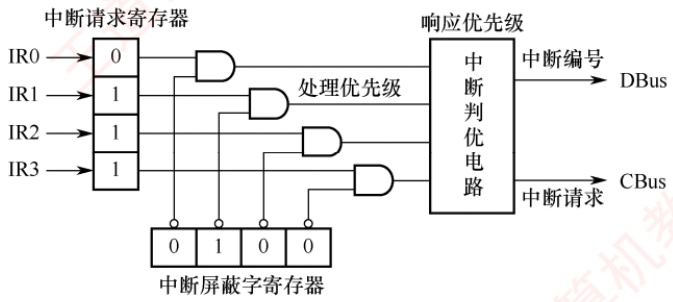 中断请求寄存器
响应优先级
IR0 0
IR1 1
IR2 1
IR3 1
处理优先级
中断判优电路
中断编号
DBus
中断请求
CBus
0 1 0 0
中断屏蔽字寄存器